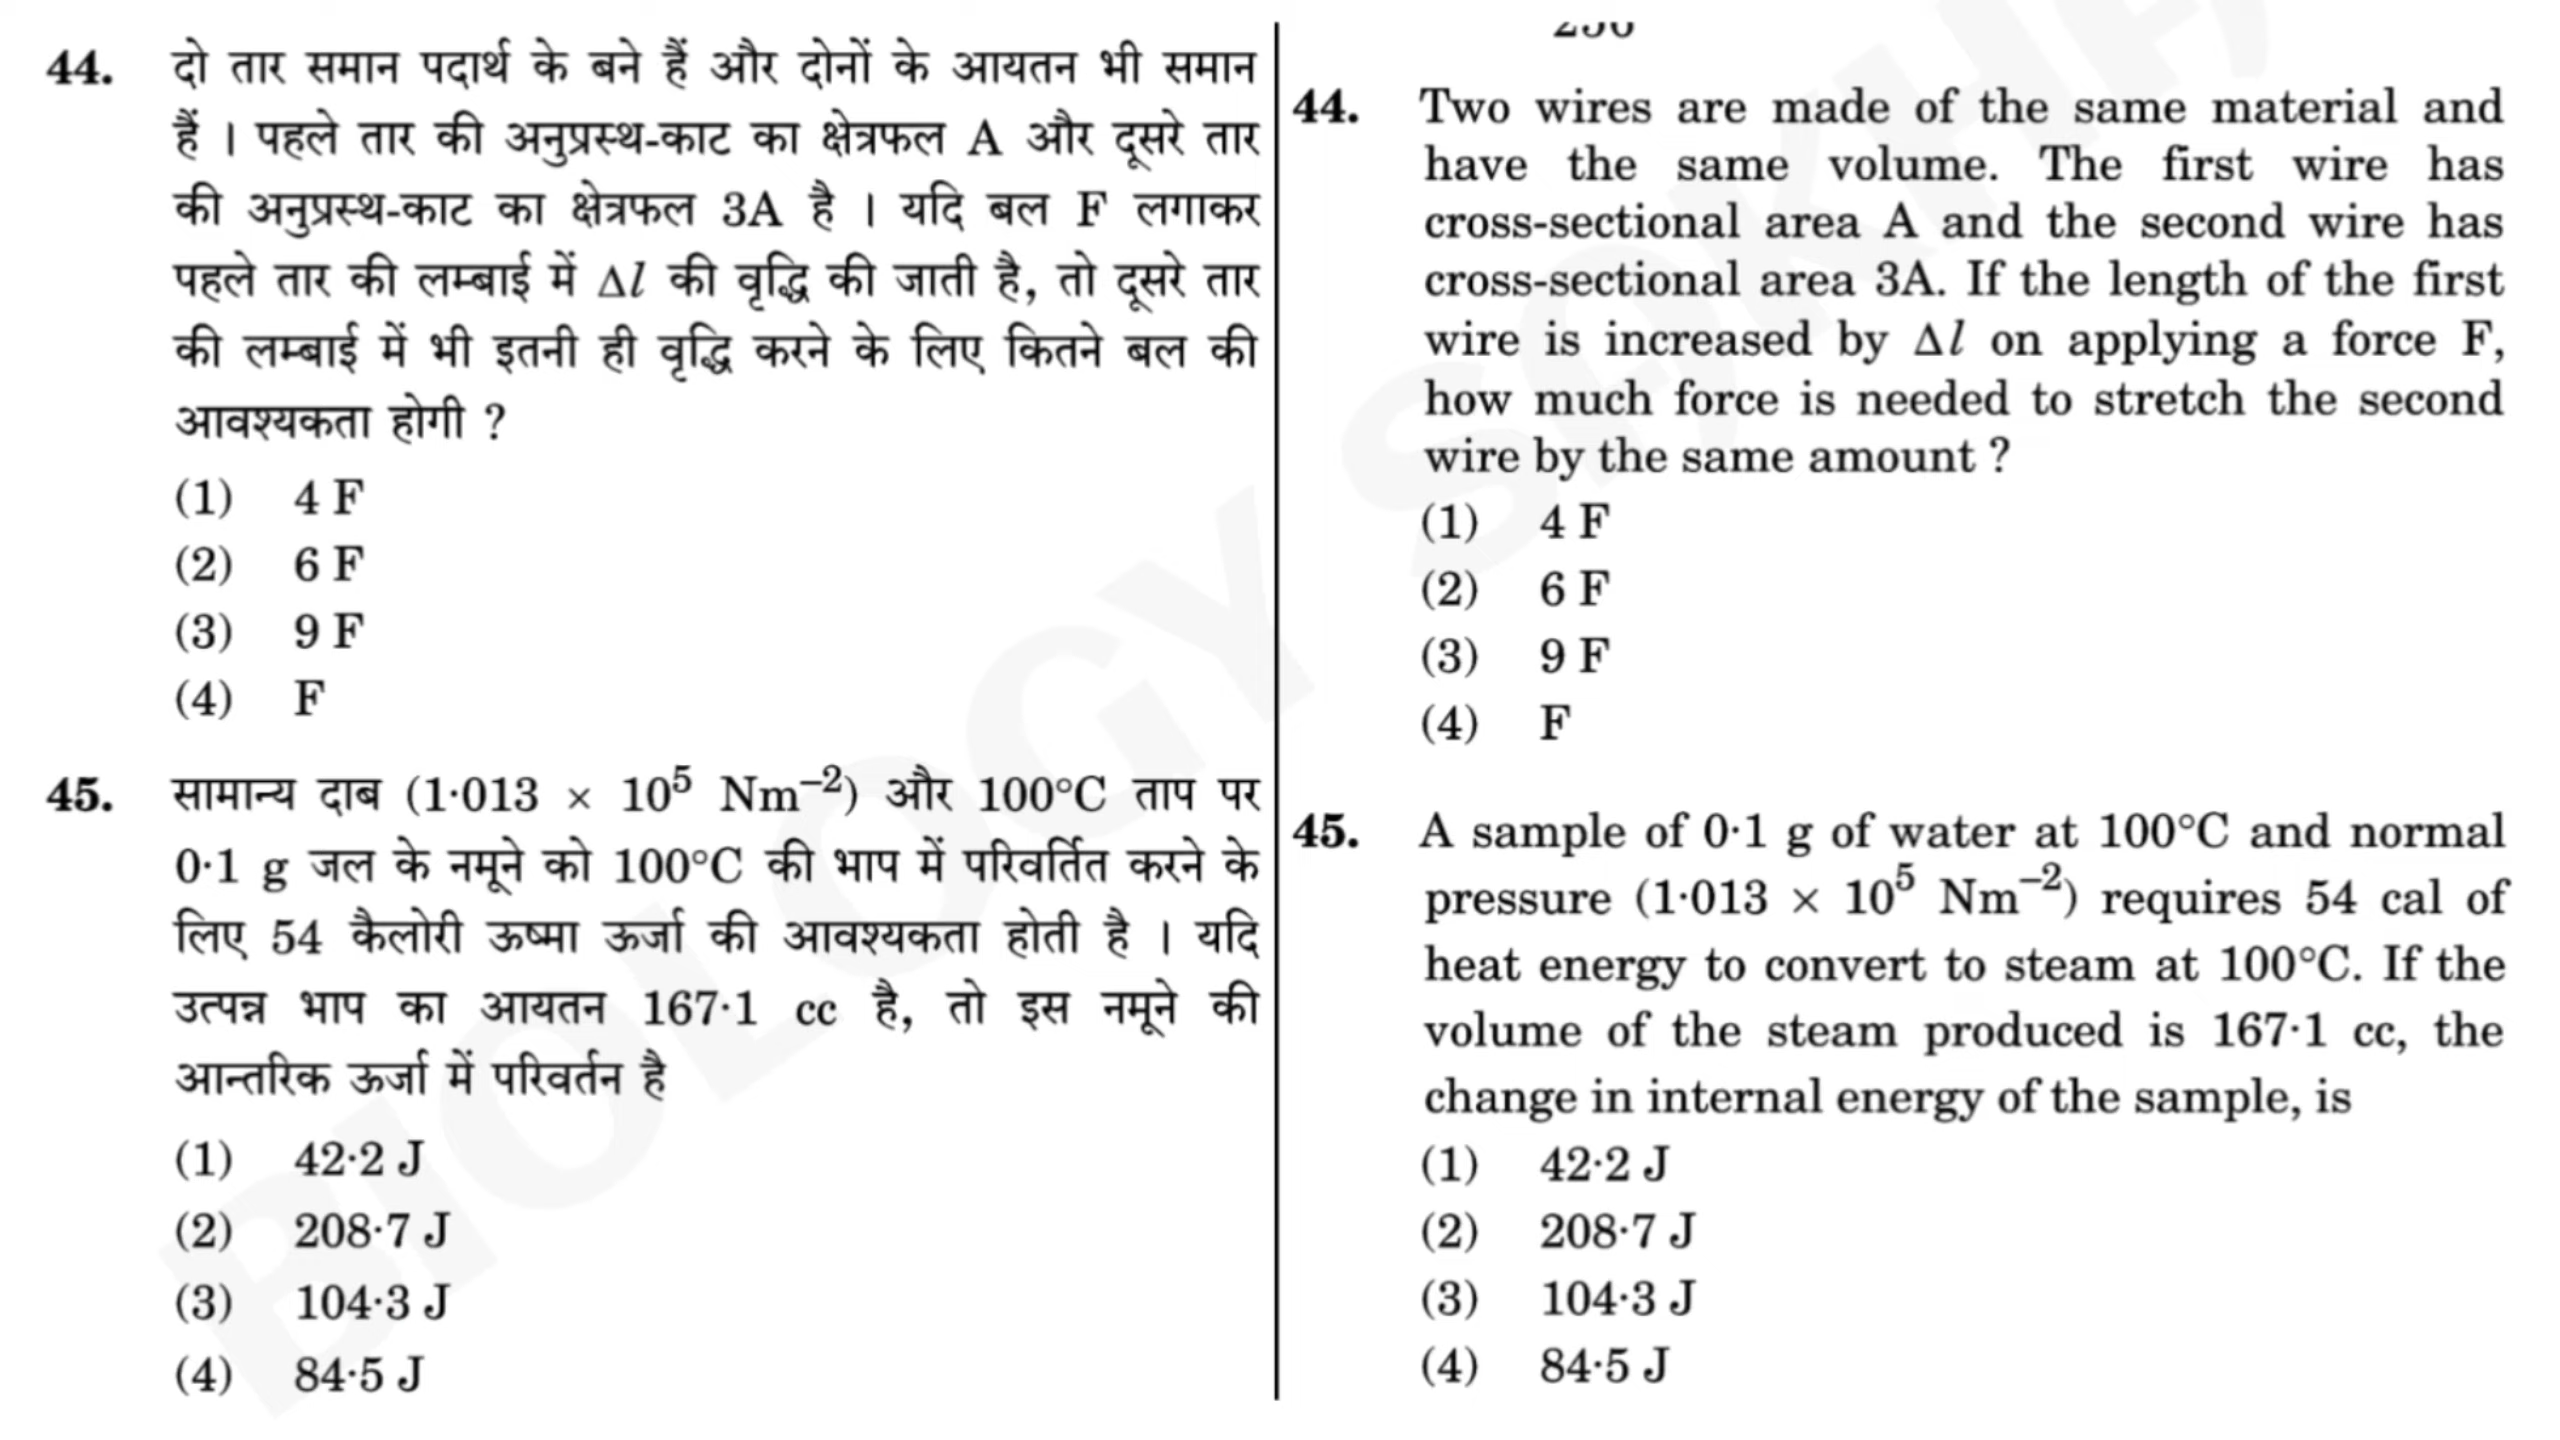 44. दो तार समान पदार्थ के बने हैं और दोनों के आयतन भी समान
हैं । पहले तार की अनुप्रस्थ-काट का क्षेत्रफल A और दूसरे तार
की अनुप्रस्थ-काट का क्षेत्रफल 3A है । यदि बल F लगाकर
पहले तार की लम्बाई में Δl की वृद्धि की जाती है, तो दूसरे तार
की लम्बाई में भी इतनी ही वृद्धि करने के लिए कितने बल की
आवश्यकता होगी ?
(1) 4 F
(2) 6 F
(3) 9 F
(4) F
45. सामान्य दाब (1·013 × 10⁵ Nm⁻²) और 100°C ताप पर
0·1 g जल के नमूने को 100°C की भाप में परिवर्तित करने के
लिए 54 कैलोरी ऊष्मा ऊर्जा की आवश्यकता होती है । यदि
उत्पन्न भाप का आयतन 167·1 cc है, तो इस नमूने की
आन्तरिक ऊर्जा में परिवर्तन है
(1) 42·2 J
(2) 208·7 J
(3) 104·3 J
(4) 84·5 J
44. Two wires are made of the same material and
have the same volume. The first wire has
cross-sectional area A and the second wire has
cross-sectional area 3A. If the length of the first
wire is increased by Δl on applying a force F,
how much force is needed to stretch the second
wire by the same amount ?
(1) 4 F
(2) 6 F
(3) 9 F
(4) F
45. A sample of 0·1 g of water at 100°C and normal
pressure (1·013 × 10⁵ Nm⁻²) requires 54 cal of
heat energy to convert to steam at 100°C. If the
volume of the steam produced is 167·1 cc, the
change in internal energy of the sample, is
(1) 42·2 J
(2) 208·7 J
(3) 104·3 J
(4) 84·5 J
BIOLOGY SAKHA